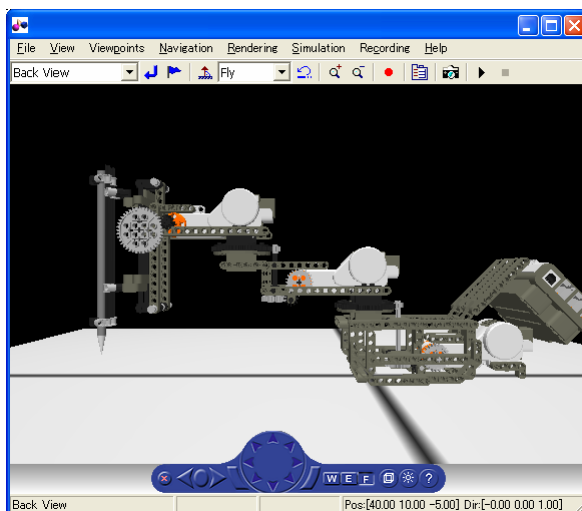 File View Viewpoints Navigation Rendering Simulation Recording Help
Back View Fly
W E F ?
Back View Pos:[40.00 10.00 -5.00] Dir:[-0.00 0.00 1.00]